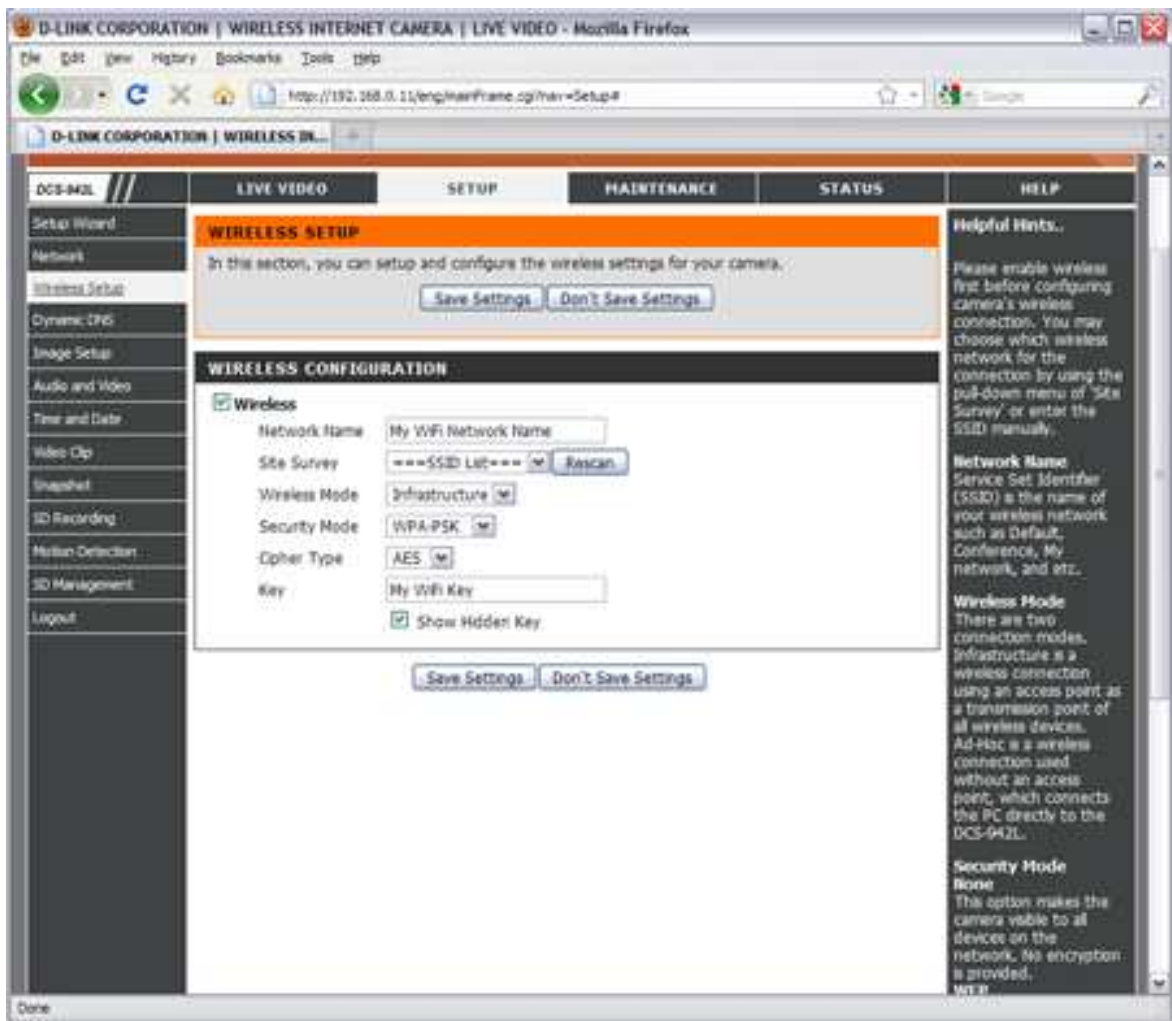 D-LINK CORPORATION | WIRELESS INTERNET CAMERA | LIVE VIDEO - Mozilla Firefox
File Edit View History Bookmarks Tools Help
http://192.168.0.11/eng/mainFrame.cgi?nav=Setup#
Google
D-LINK CORPORATION | WIRELESS IN...
DCS-942L
LIVE VIDEO
SETUP
MAINTENANCE
STATUS
HELP
Setup Wizard
Network
Wireless Setup
Dynamic DNS
Image Setup
Audio and Video
Time and Date
Video Clip
Snapshot
SD Recording
Motion Detection
SD Management
Logout
WIRELESS SETUP
In this section, you can setup and configure the wireless settings for your camera.
Save Settings Don't Save Settings
WIRELESS CONFIGURATION
Wireless
Network Name My WiFi Network Name
Site Survey ===SSID List=== Rescan
Wireless Mode Infrastructure
Security Mode WPA-PSK
Cipher Type AES
Key My WiFi Key
Show Hidden Key
Save Settings Don't Save Settings
Helpful Hints..
Please enable wireless
first before configuring
camera's wireless
connection. You may
choose which wireless
network for the
connection by using the
pull-down menu of 'Site
Survey' or enter the
SSID manually.
Network Name
Service Set Identifier
(SSID) is the name of
your wireless network
such as Default,
Conference, My
network, and etc.
Wireless Mode
There are two
connection modes.
Infrastructure is a
wireless connection
using an access point as
a transmission point of
all wireless devices.
Ad-Hoc is a wireless
connection used
without an access
point, which connects
the PC directly to the
DCS-942L.
Security Mode
None
This option makes the
camera visible to all
devices on the
network. No encryption
is provided.
WEP
Done